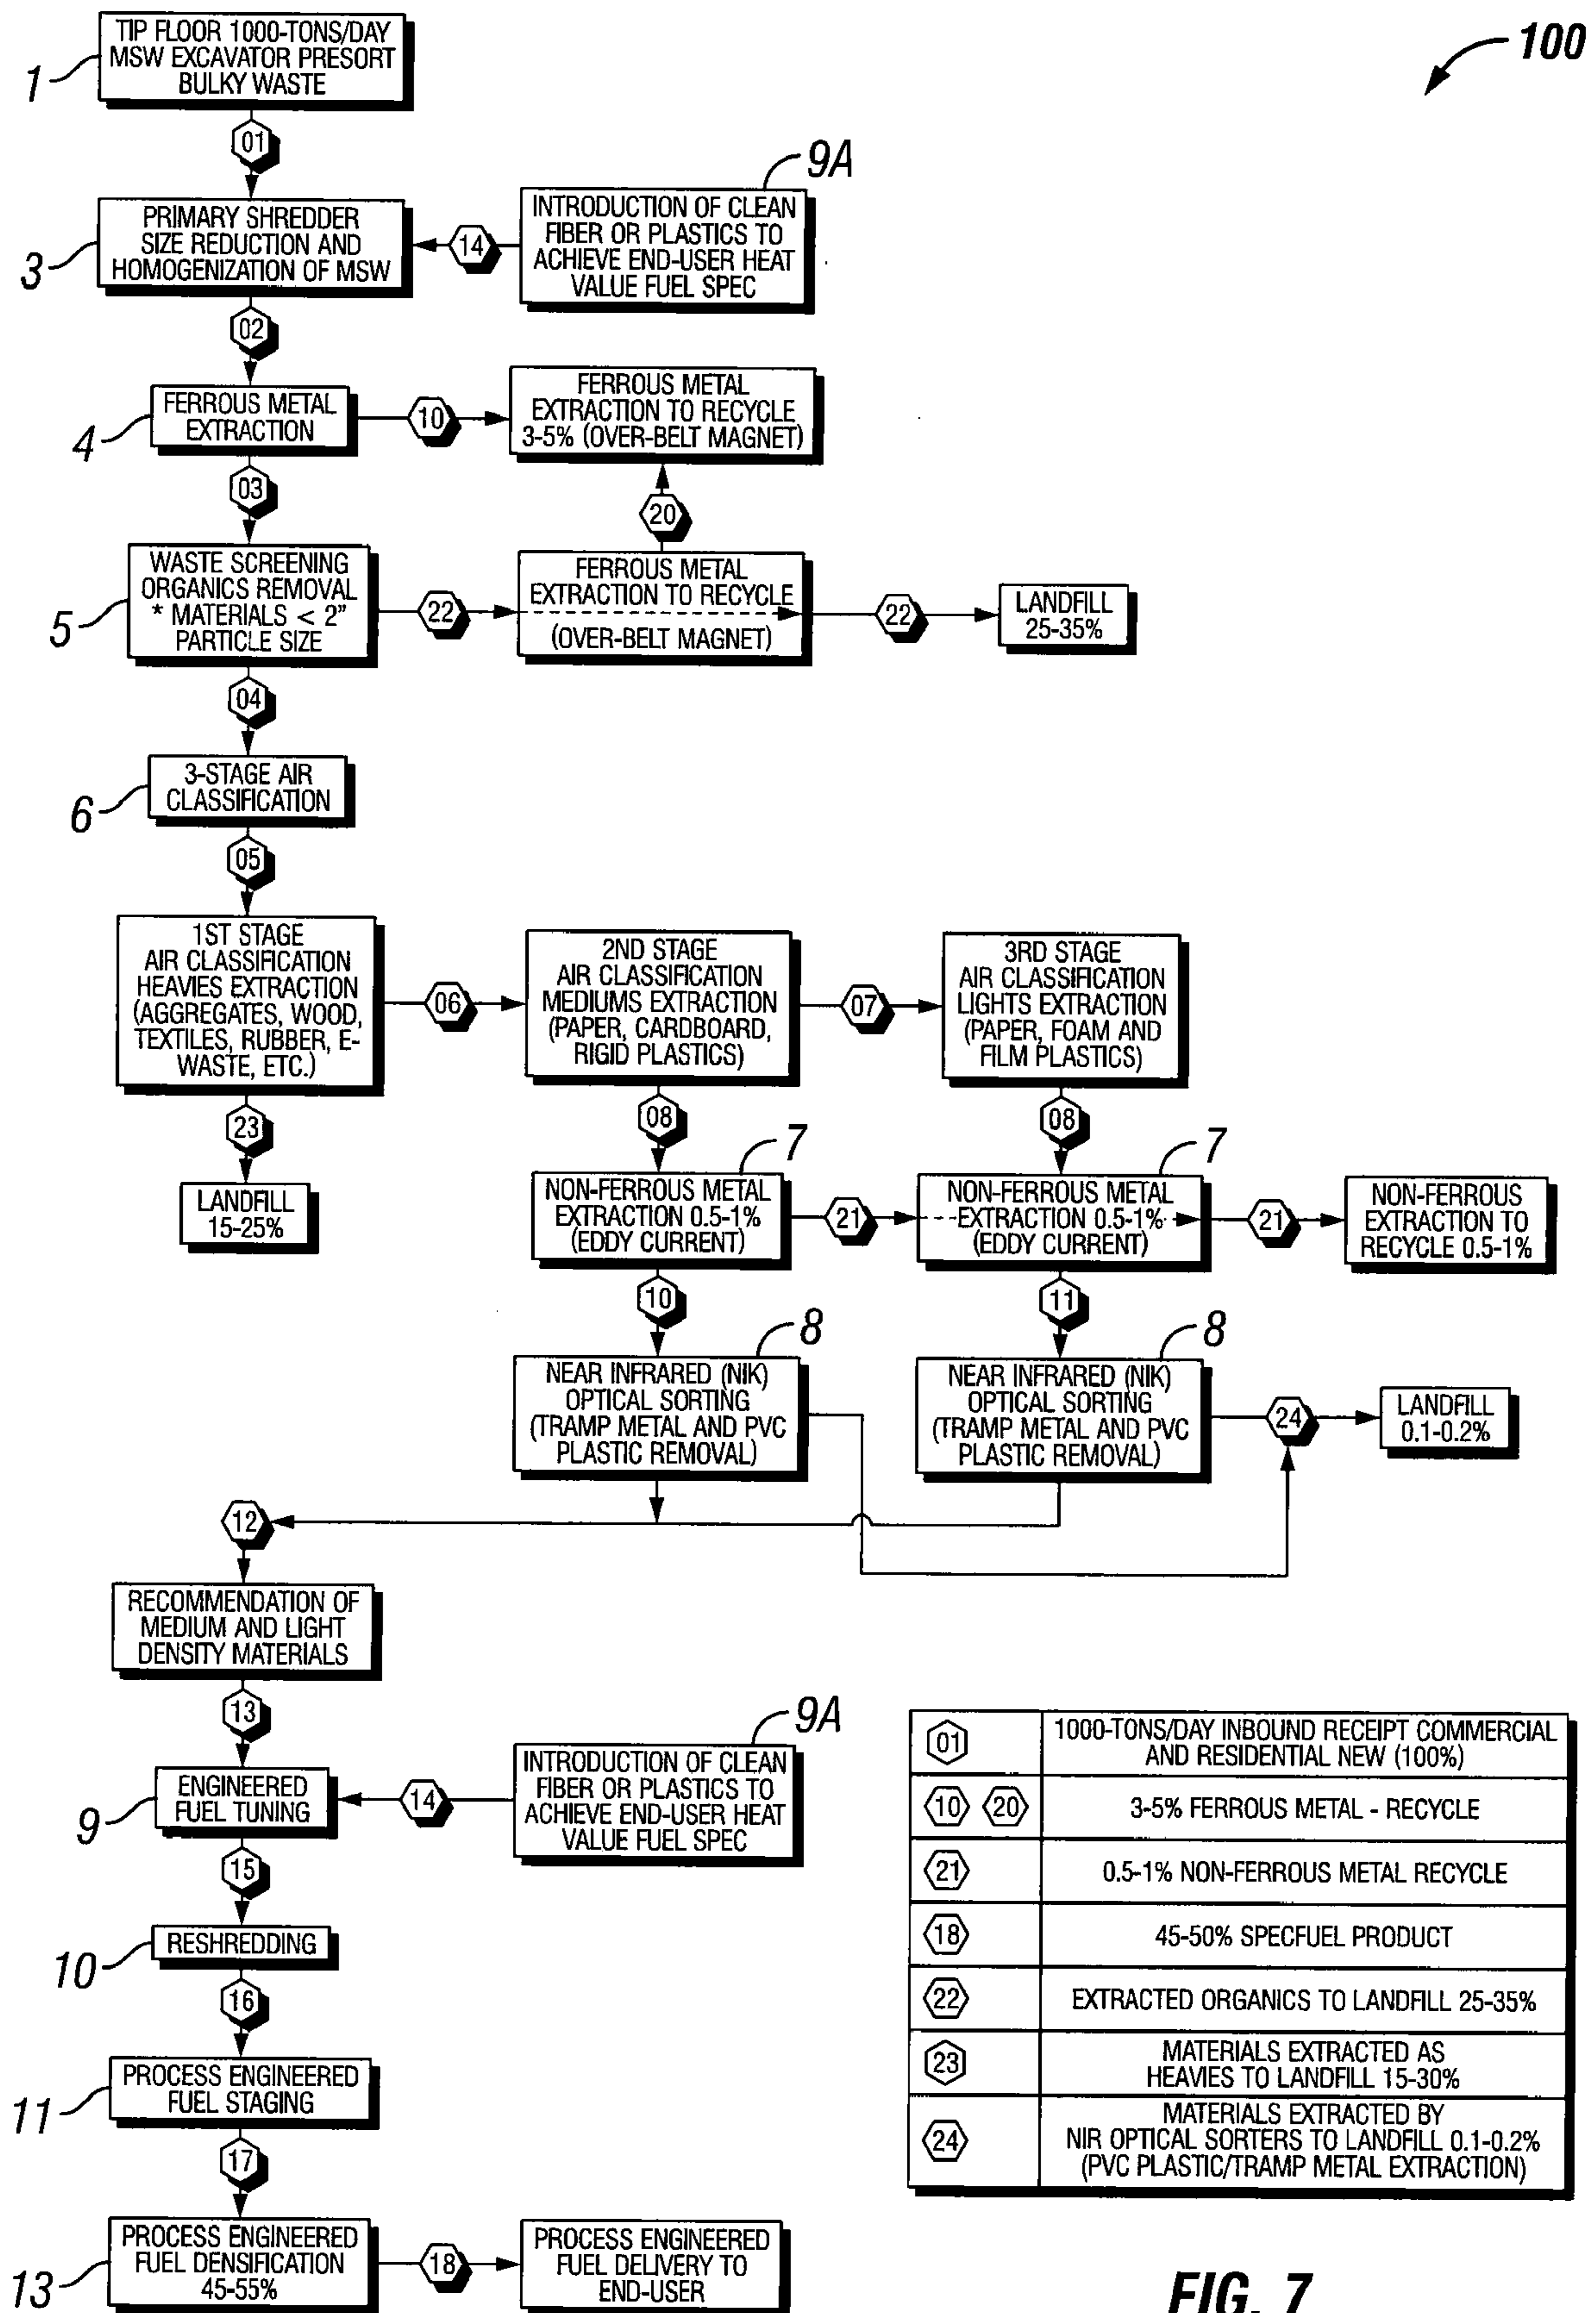 100
TIP FLOOR 1000-TONS/DAY
MSW EXCAVATOR PRESORT
BULKY WASTE
1
01
9A
PRIMARY SHREDDER
SIZE REDUCTION AND
HOMOGENIZATION OF MSW
3
14
INTRODUCTION OF CLEAN
FIBER OR PLASTICS TO
ACHIEVE END-USER HEAT
VALUE FUEL SPEC
02
FERROUS METAL
EXTRACTION
4
10
FERROUS METAL
EXTRACTION TO RECYCLE
3-5% (OVER-BELT MAGNET)
03
20
WASTE SCREENING
ORGANICS REMOVAL
* MATERIALS < 2"
PARTICLE SIZE
5
22
FERROUS METAL
EXTRACTION TO RECYCLE
(OVER-BELT MAGNET)
22
LANDFILL
25-35%
04
3-STAGE AIR
CLASSIFICATION
6
05
1ST STAGE
AIR CLASSIFICATION
HEAVIES EXTRACTION
(AGGREGATES, WOOD,
TEXTILES, RUBBER, E-
WASTE, ETC.)
06
2ND STAGE
AIR CLASSIFICATION
MEDIUMS EXTRACTION
(PAPER, CARDBOARD,
RIGID PLASTICS)
07
3RD STAGE
AIR CLASSIFICATION
LIGHTS EXTRACTION
(PAPER, FOAM AND
FILM PLASTICS)
23
08
08
LANDFILL
15-25%
7
NON-FERROUS METAL
EXTRACTION 0.5-1%
(EDDY CURRENT)
21
7
NON-FERROUS METAL
EXTRACTION 0.5-1%
(EDDY CURRENT)
21
NON-FERROUS
EXTRACTION TO
RECYCLE 0.5-1%
10
11
8
NEAR INFRARED (NIK)
OPTICAL SORTING
(TRAMP METAL AND PVC
PLASTIC REMOVAL)
8
NEAR INFRARED (NIK)
OPTICAL SORTING
(TRAMP METAL AND PVC
PLASTIC REMOVAL)
24
LANDFILL
0.1-0.2%
12
RECOMMENDATION OF
MEDIUM AND LIGHT
DENSITY MATERIALS
13
9A
ENGINEERED
FUEL TUNING
9
14
INTRODUCTION OF CLEAN
FIBER OR PLASTICS TO
ACHIEVE END-USER HEAT
VALUE FUEL SPEC
15
RESHREDDING
10
16
PROCESS ENGINEERED
FUEL STAGING
11
17
PROCESS ENGINEERED
FUEL DENSIFICATION
45-55%
13
18
PROCESS ENGINEERED
FUEL DELIVERY TO
END-USER
01
1000-TONS/DAY INBOUND RECEIPT COMMERCIAL
AND RESIDENTIAL NEW (100%)
10 20
3-5% FERROUS METAL - RECYCLE
21
0.5-1% NON-FERROUS METAL RECYCLE
18
45-50% SPECFUEL PRODUCT
22
EXTRACTED ORGANICS TO LANDFILL 25-35%
23
MATERIALS EXTRACTED AS
HEAVIES TO LANDFILL 15-30%
24
MATERIALS EXTRACTED BY
NIR OPTICAL SORTERS TO LANDFILL 0.1-0.2%
(PVC PLASTIC/TRAMP METAL EXTRACTION)
FIG. 7